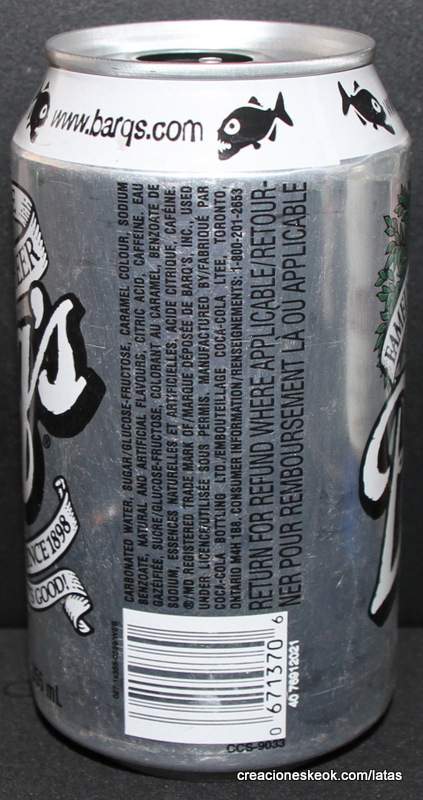 www.barqs.com
CARBONATED WATER, SUGAR/GLUCOSE-FRUCTOSE, CARAMEL COLOUR, SODIUM
BENZOATE, NATURAL AND ARTIFICIAL FLAVOURS, CITRIC ACID, CAFFEINE. EAU
GAZÉIFIÉE, SUCRE/GLUCOSE-FRUCTOSE, COLORANT AU CARAMEL, BENZOATE DE
SODIUM, ESSENCES NATURELLES ET ARTIFICIELLES, ACIDE CITRIQUE, CAFÉINE.
®/MD REGISTERED TRADE MARK OF/MARQUE DÉPOSÉE DE BARQ'S, INC., USED
UNDER LICENCE/UTILISÉE SOUS PERMIS. MANUFACTURED BY/FABRIQUÉ PAR
COCA-COLA BOTTLING LTD./EMBOUTEILLAGE COCA-COLA LTÉE, TORONTO
ONTARIO M4H 1B8. CONSUMER INFORMATION/RENSEIGNEMENTS: 1-800-201-2653
RETURN FOR REFUND WHERE APPLICABLE/RETOUR-
NER POUR REMBOURSEMENT LÀ OÙ APPLICABLE
'S
®
NCE 1898
GOOD!
mL
0 671370 6
40 76912021
CCS-9033
creacioneskeok.com/latas